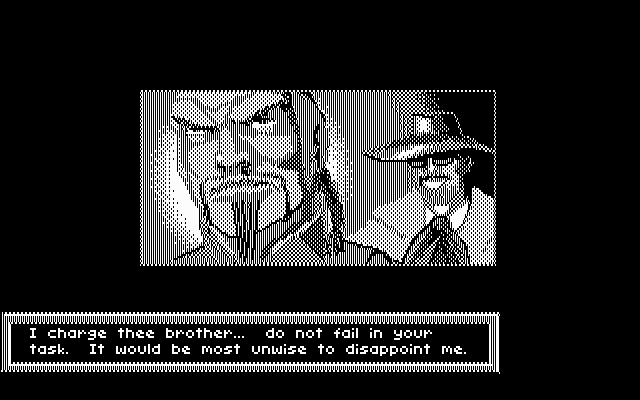 I charge thee brother... do not fail in your
task. It would be most unwise to disappoint me.